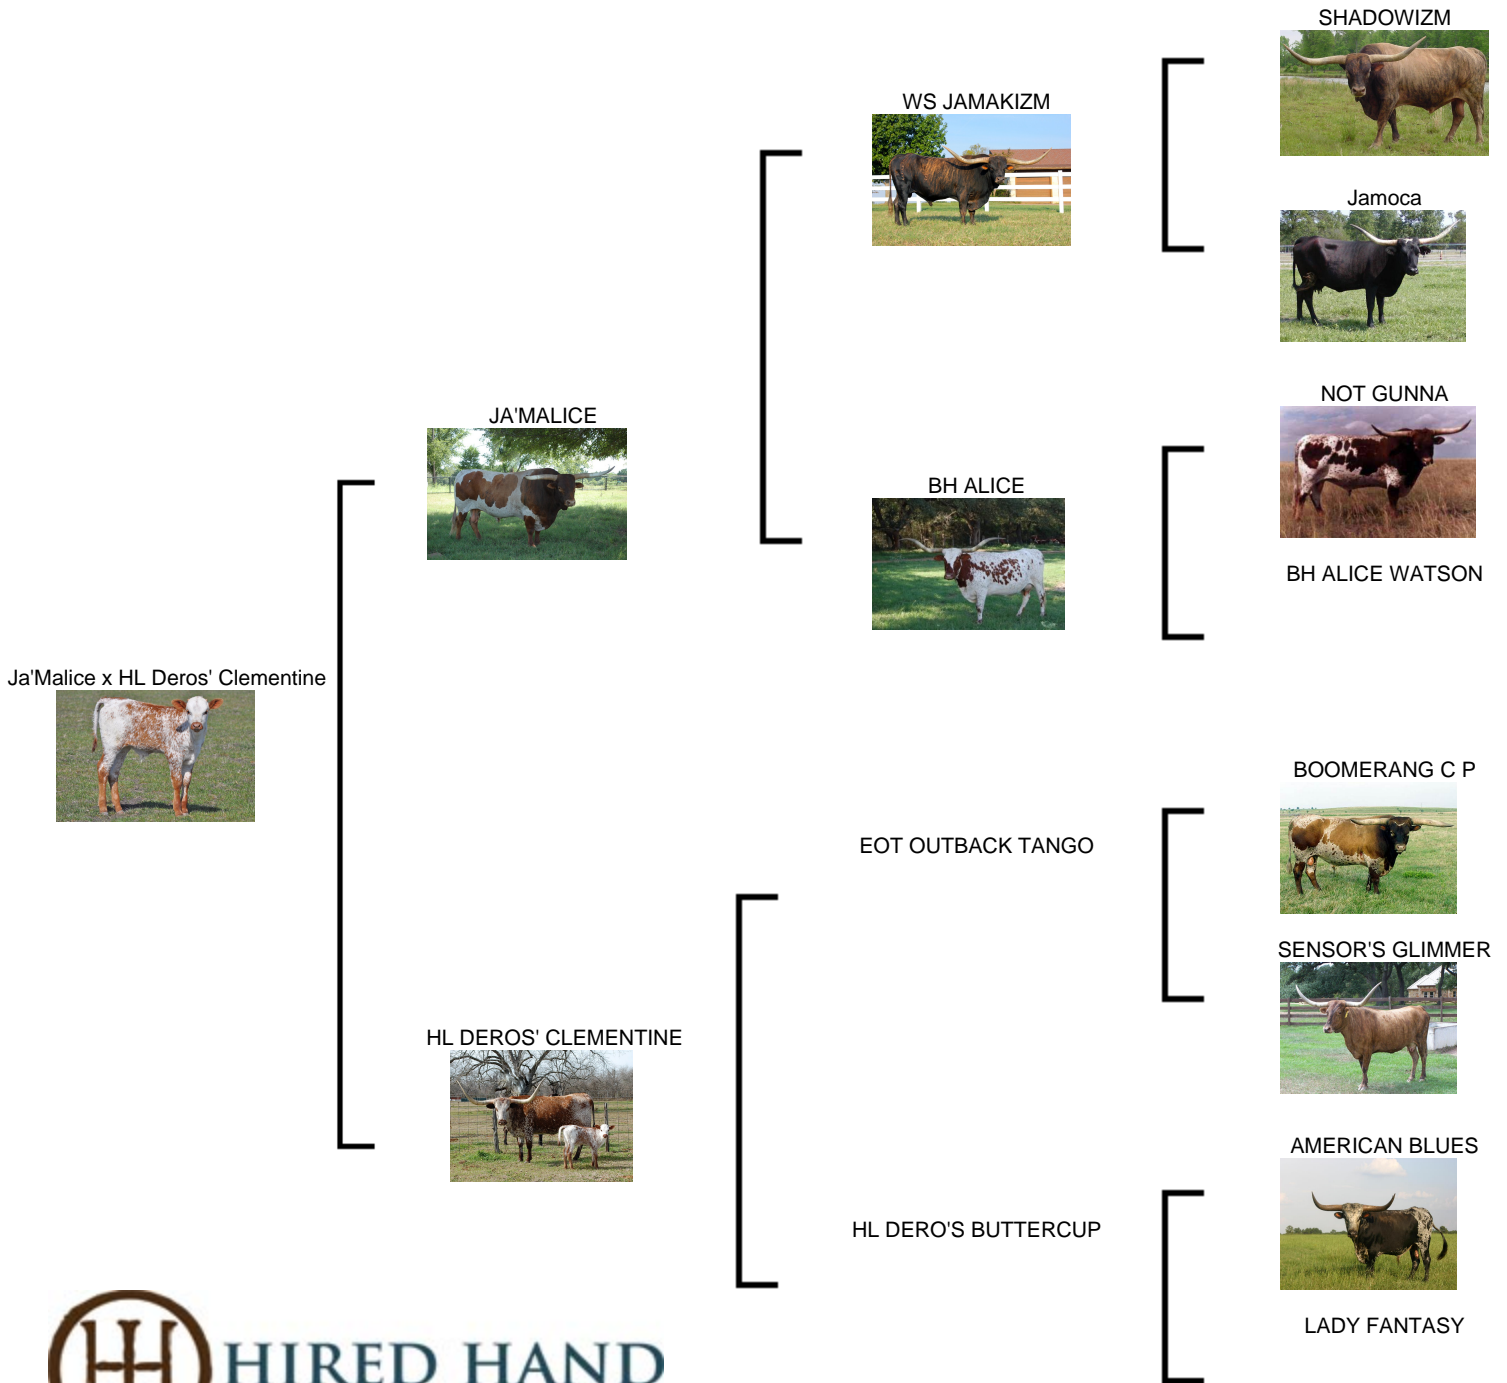 SHADOWIZM
WS JAMAKIZM
Jamoca
NOT GUNNA
JA'MALICE
BH ALICE
BH ALICE WATSON
Ja'Malice x HL Deros' Clementine
BOOMERANG C P
EOT OUTBACK TANGO
SENSOR'S GLIMMER
HL DEROS' CLEMENTINE
AMERICAN BLUES
HL DERO'S BUTTERCUP
LADY FANTASY
HIRED HAND